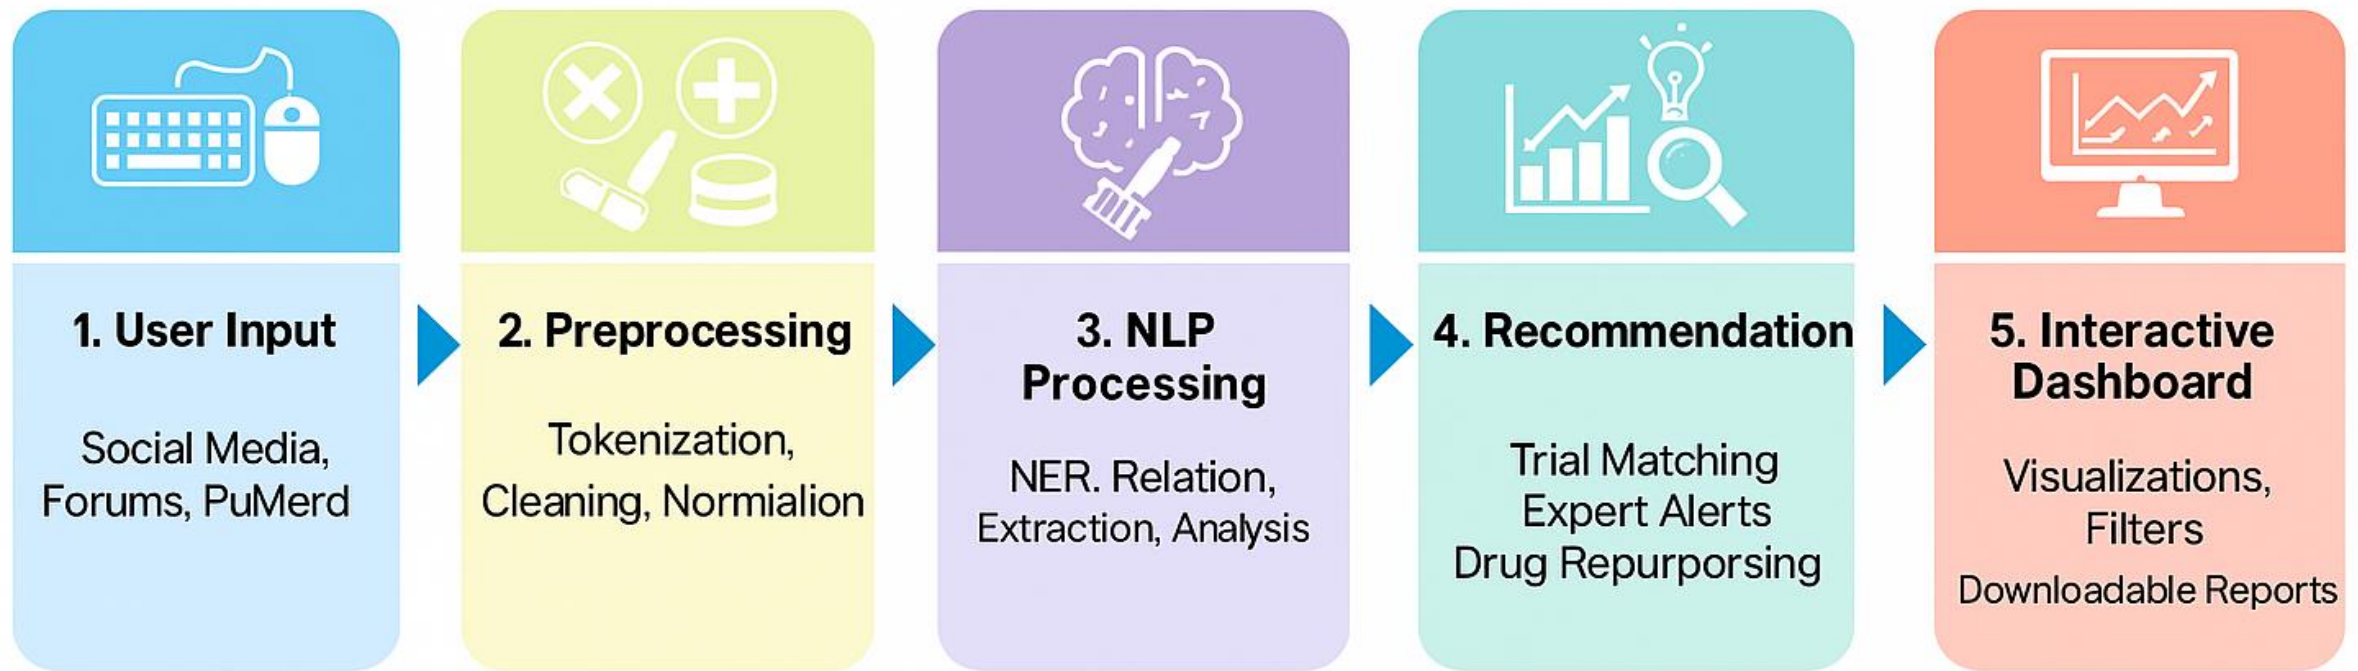 1. User Input
Social Media,
Forums, PuMerd
2. Preprocessing
Tokenization,
Cleaning, Normialion
3. NLP
Processing
NER. Relation,
Extraction, Analysis
4. Recommendation
Trial Matching
Expert Alerts
Drug Repurporsing
5. Interactive
Dashboard
Visualizations,
Filters
Downloadable Reports